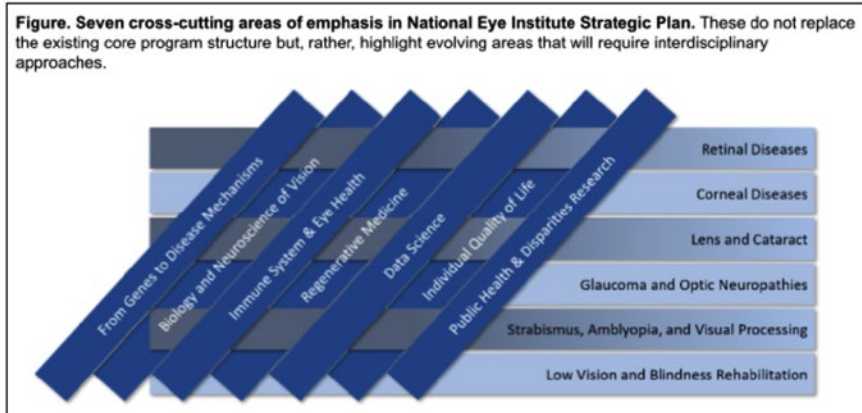 Figure. Seven cross-cutting areas of emphasis in National Eye Institute Strategic Plan. These do not replace
the existing core program structure but, rather, highlight evolving areas that will require interdisciplinary
approaches.
From Genes to Disease Mechanisms
Biology and Neuroscience of Vision
Immune System & Eye Health
Regenerative Medicine
Data Science
Individual Quality of Life
Public Health & Disparities Research
Retinal Diseases
Corneal Diseases
Lens and Cataract
Glaucoma and Optic Neuropathies
Strabismus, Amblyopia, and Visual Processing
Low Vision and Blindness Rehabilitation